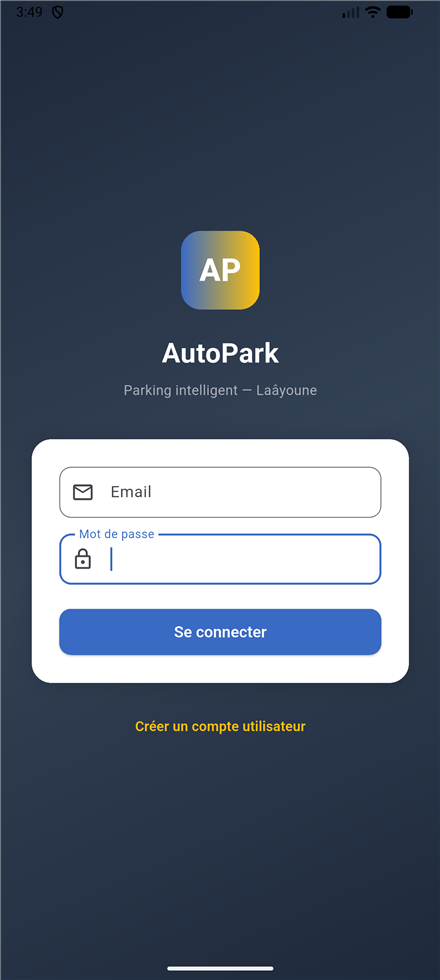 3:49
AP
AutoPark
Parking intelligent — Laâyoune
Email
Mot de passe
Se connecter
Créer un compte utilisateur